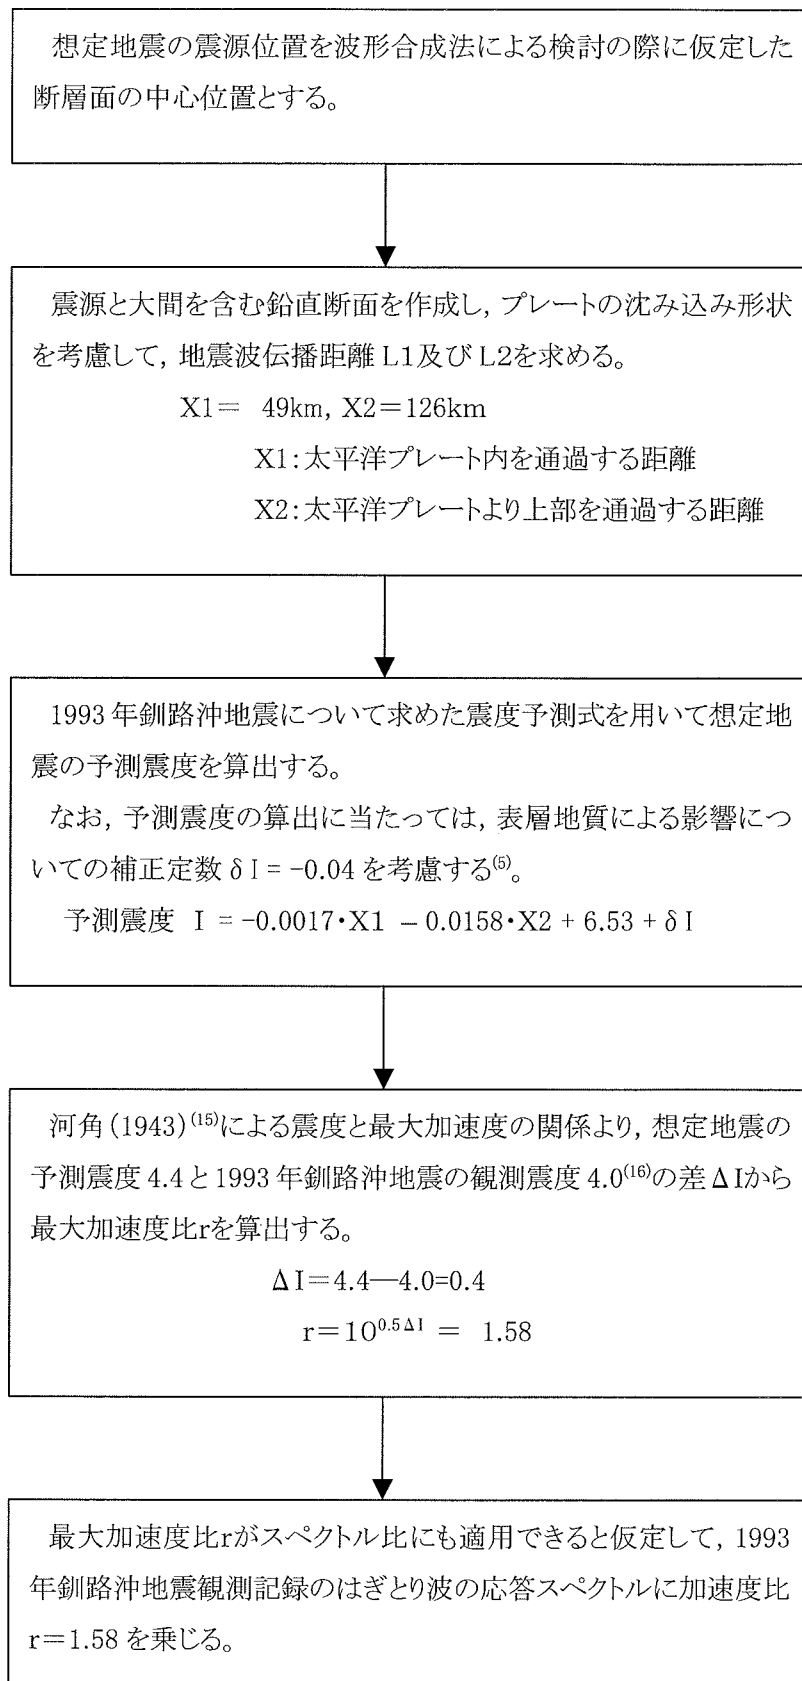 想定地震の震源位置を波形合成法による検討の際に仮定した
断層面の中心位置とする。
震源と大間を含む鉛直断面を作成し，プレートの沈み込み形状
を考慮して，地震波伝播距離 L1及び L2を求める。
X1＝ 49km，X2＝126km
X1：太平洋プレート内を通過する距離
X2：太平洋プレートより上部を通過する距離
1993 年釧路沖地震について求めた震度予測式を用いて想定地
震の予測震度を算出する。
なお，予測震度の算出に当たっては，表層地質による影響につ
いての補正定数 δI = -0.04 を考慮する(5)。
予測震度 I = -0.0017・X1 − 0.0158・X2 + 6.53 + δI
河角(1943)(15)による震度と最大加速度の関係より，想定地震の
予測震度 4.4 と 1993 年釧路沖地震の観測震度 4.0(16)の差 ΔIから
最大加速度比rを算出する。
ΔI＝4.4―4.0=0.4
r＝10^0.5ΔI ＝ 1.58
最大加速度比rがスペクトル比にも適用できると仮定して，1993
年釧路沖地震観測記録のはぎとり波の応答スペクトルに加速度比
r＝1.58 を乗じる。